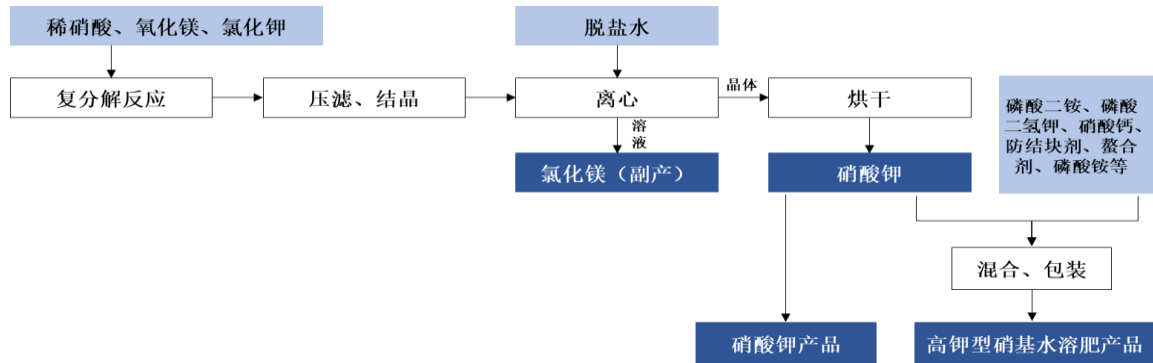 稀硝酸、氧化镁、氯化钾
脱盐水
复分解反应
压滤、结晶
离心
晶体
烘干
磷酸二铵、磷酸
二氢钾、硝酸钙、
防结块剂、螯合
剂、磷酸铵等
溶
液
氯化镁（副产）
硝酸钾
混合、包装
硝酸钾产品
高钾型硝基水溶肥产品